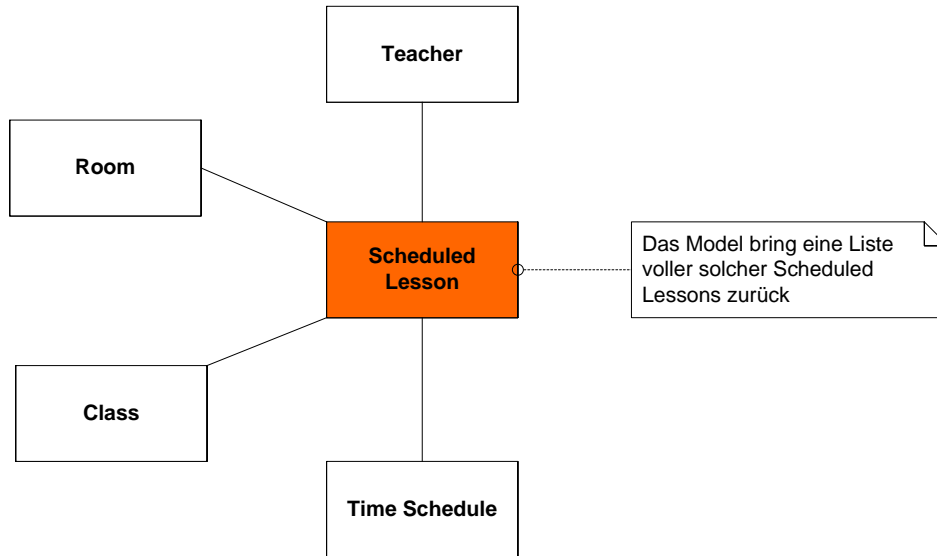 Teacher
Room
Scheduled
Lesson
Das Model bring eine Liste
voller solcher Scheduled
Lessons zurück
Class
Time Schedule